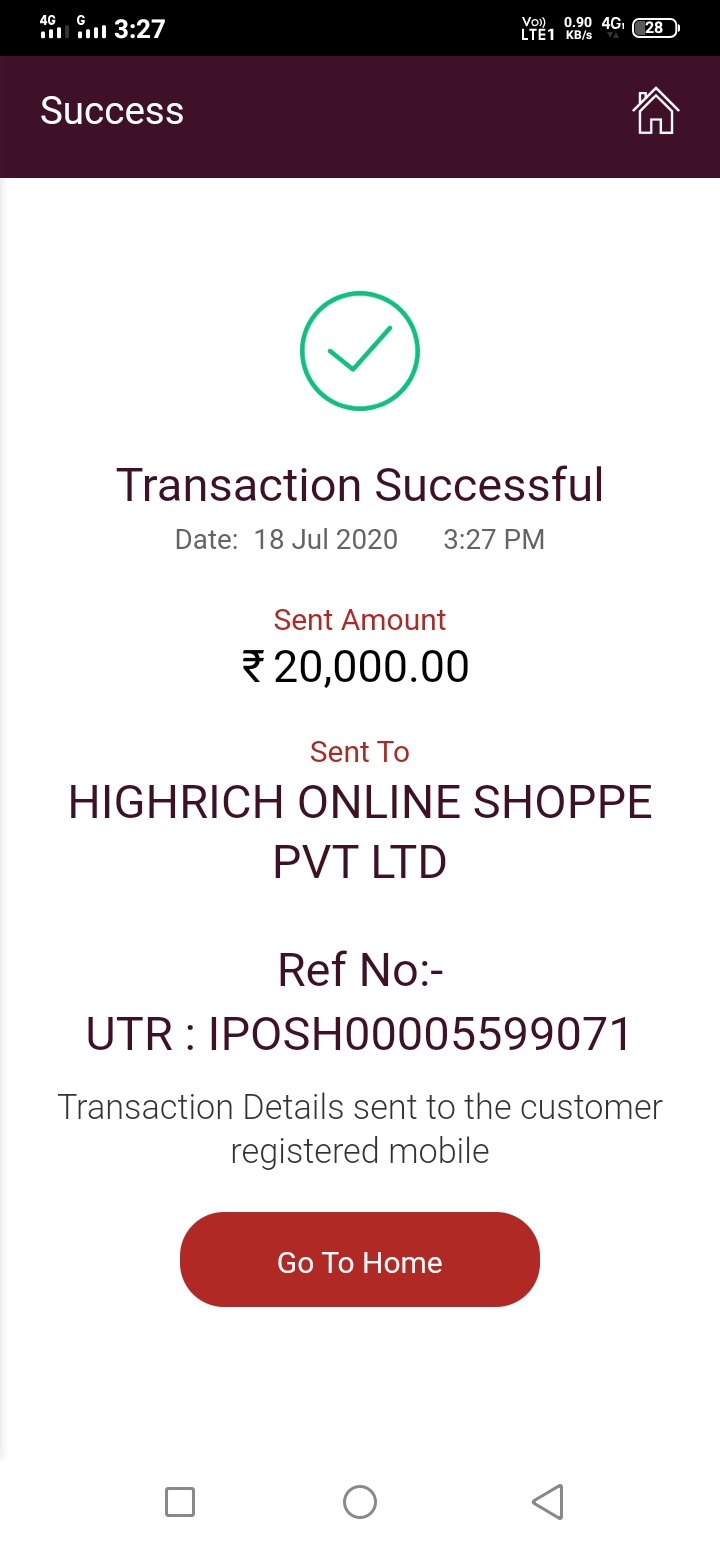 4G G 3:27 Vo)) LTE1 0.90 KB/s 4G 28
Success
Transaction Successful
Date: 18 Jul 2020 3:27 PM
Sent Amount
₹ 20,000.00
Sent To
HIGHRICH ONLINE SHOPPE
PVT LTD
Ref No:-
UTR : IPOSH00005599071
Transaction Details sent to the customer
registered mobile
Go To Home